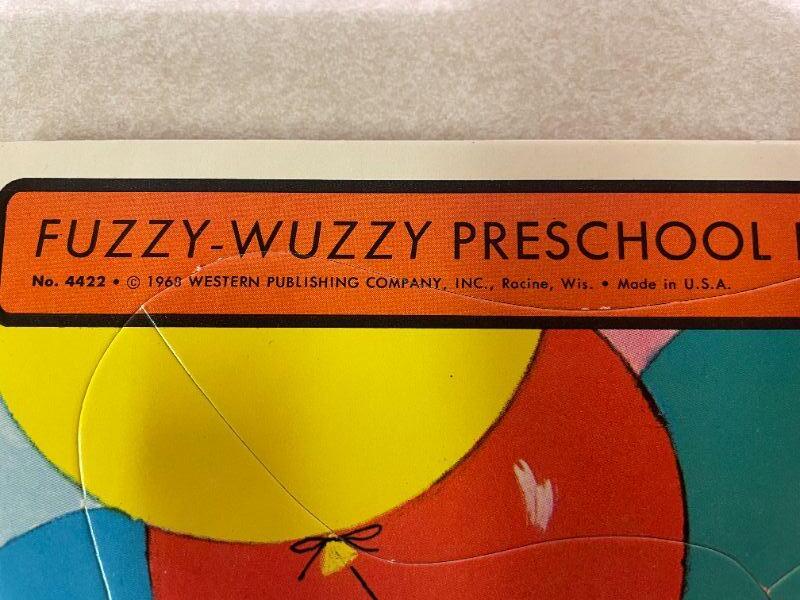 FUZZY-WUZZY PRESCHOOL
No. 4422 • © 1968 WESTERN PUBLISHING COMPANY, INC., Racine, Wis. • Made in U.S.A.